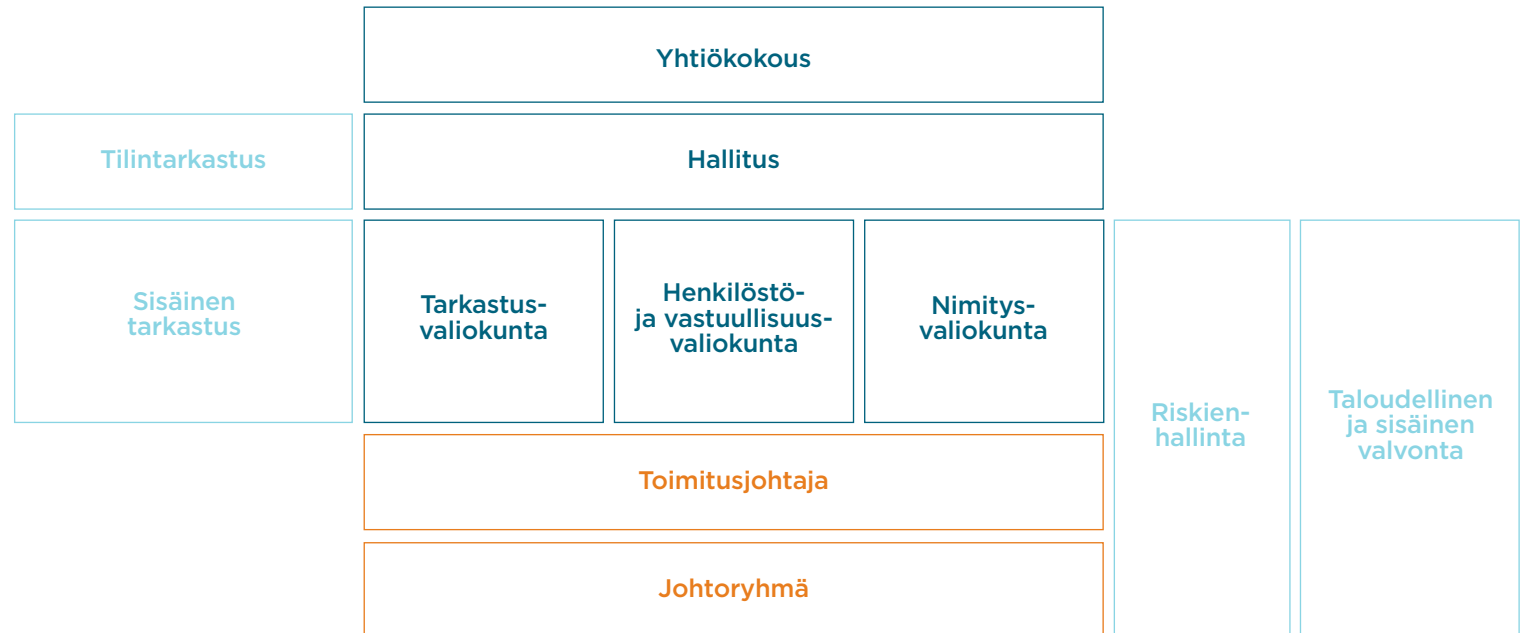 Yhtiökokous
Tilintarkastus
Hallitus
Sisäinen
tarkastus
Tarkastus-
valiokunta
Henkilöstö-
ja vastuullisuus-
valiokunta
Nimitys-
valiokunta
Riskien-
hallinta
Taloudellinen
ja sisäinen
valvonta
Toimitusjohtaja
Johtoryhmä